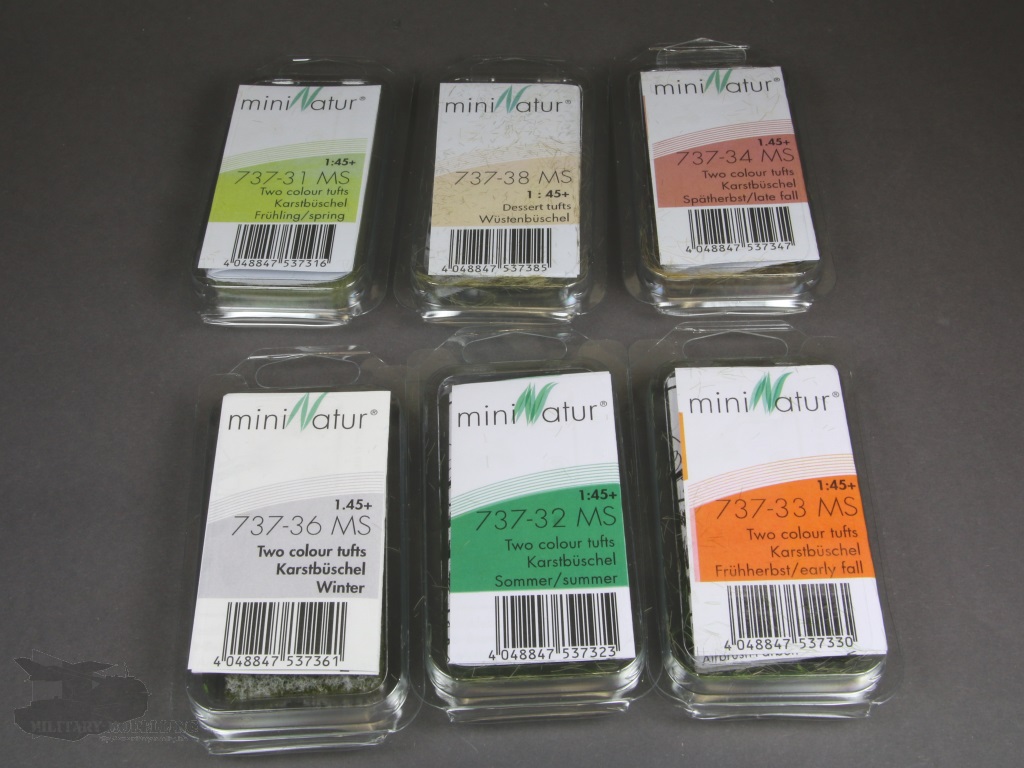 miniNatur®
1:45+
737-31 MS
Two colour tufts
Karstbüschel
Frühling/spring
4 048847 537316
miniNatur®
737-38 MS
1 : 45+
Dessert tufts
Wüstenbüschel
4 048847 537385
miniNatur®
1.45+
737-34 MS
Two colour tufts
Karstbüschel
Spätherbst/late fall
4 048847 537347
miniNatur®
1.45+
737-36 MS
Two colour tufts
Karstbüschel
Winter
4 048847 537361
miniNatur®
1:45+
737-32 MS
Two colour tufts
Karstbüschel
Sommer/summer
4 048847 537323
miniNatur®
1:45+
737-33 MS
Two colour tufts
Karstbüschel
Frühherbst/early fall
4 048847 537330
MILITARY MODELLING